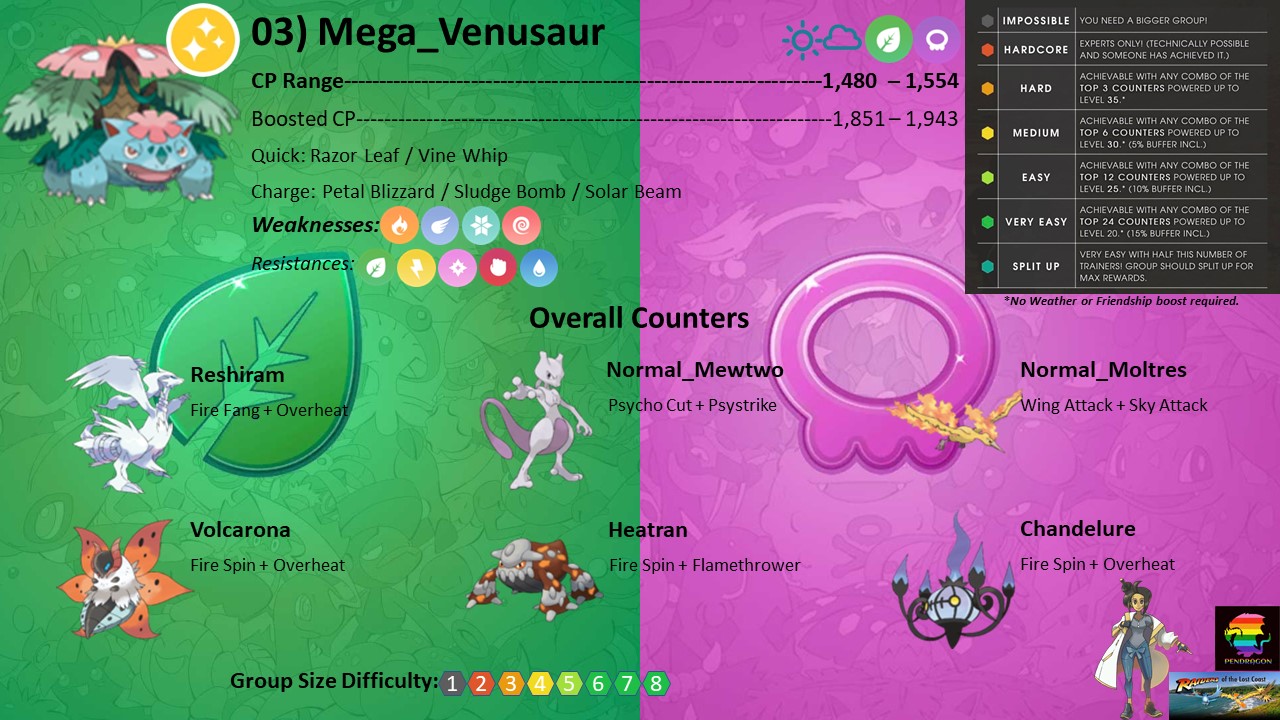 03) Mega_Venusaur
CP Range------------------------------------------------------------------------1,480 – 1,554
Boosted CP------------------------------------------------------------------------1,851 – 1,943
Quick: Razor Leaf / Vine Whip
Charge: Petal Blizzard / Sludge Bomb / Solar Beam
Weaknesses:
Resistances:
IMPOSSIBLE YOU NEED A BIGGER GROUP!
HARDCORE EXPERTS ONLY! (TECHNICALLY POSSIBLE
AND SOMEONE HAS ACHIEVED IT.)
HARD ACHIEVABLE WITH ANY COMBO OF THE
TOP 3 COUNTERS POWERED UP TO
LEVEL 35.*
MEDIUM ACHIEVABLE WITH ANY COMBO OF THE
TOP 6 COUNTERS POWERED UP TO
LEVEL 30.* (5% BUFFER INCL.)
EASY ACHIEVABLE WITH ANY COMBO OF THE
TOP 12 COUNTERS POWERED UP TO
LEVEL 25.* (10% BUFFER INCL.)
VERY EASY ACHIEVABLE WITH ANY COMBO OF THE
TOP 24 COUNTERS POWERED UP TO
LEVEL 20.* (15% BUFFER INCL.)
SPLIT UP VERY EASY WITH HALF THIS NUMBER OF
TRAINERS! GROUP SHOULD SPLIT UP FOR
MAX REWARDS.
*No Weather or Friendship boost required.
Overall Counters
Reshiram
Fire Fang + Overheat
Normal_Mewtwo
Psycho Cut + Psystrike
Normal_Moltres
Wing Attack + Sky Attack
Volcarona
Fire Spin + Overheat
Heatran
Fire Spin + Flamethrower
Chandelure
Fire Spin + Overheat
Group Size Difficulty: 1 2 3 4 5 6 7 8
PENDRAGON
RAIDERS of the Lost Coast